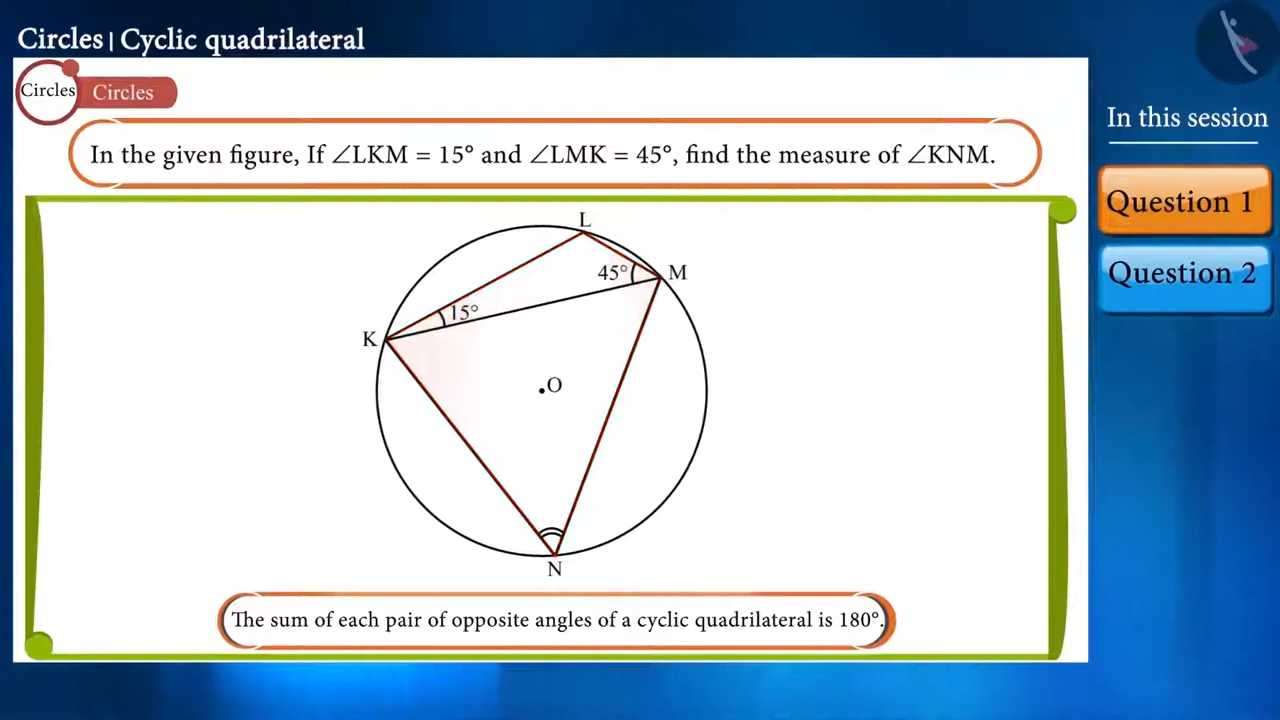 Circles | Cyclic quadrilateral
Circles
Circles
In this session
In the given figure, If ∠LKM = 15° and ∠LMK = 45°, find the measure of ∠KNM.
Question 1
Question 2
L
45°
M
15°
K
.O
N
The sum of each pair of opposite angles of a cyclic quadrilateral is 180°.